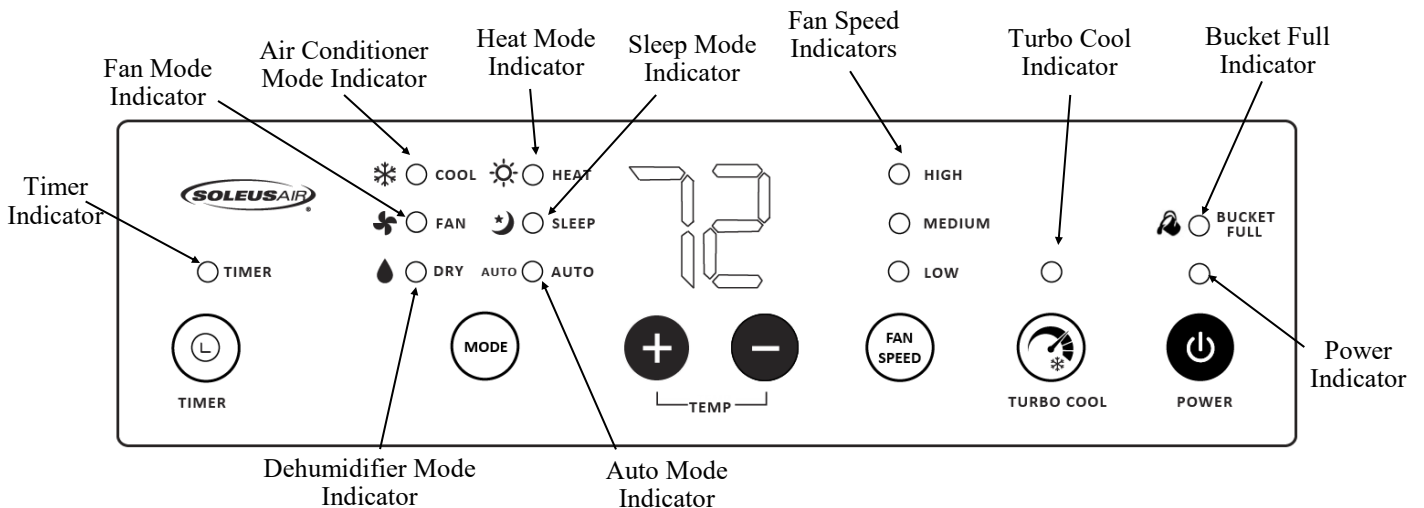 Fan Mode
Indicator
Air Conditioner
Mode Indicator
Heat Mode
Indicator
Sleep Mode
Indicator
Fan Speed
Indicators
Turbo Cool
Indicator
Bucket Full
Indicator
Timer
Indicator
SOLEUSAIR®
COOL
HEAT
FAN
SLEEP
DRY
AUTO AUTO
TIMER
72
HIGH
MEDIUM
LOW
BUCKET
FULL
MODE
FAN
SPEED
TIMER
TEMP
TURBO COOL
POWER
Power
Indicator
Dehumidifier Mode
Indicator
Auto Mode
Indicator